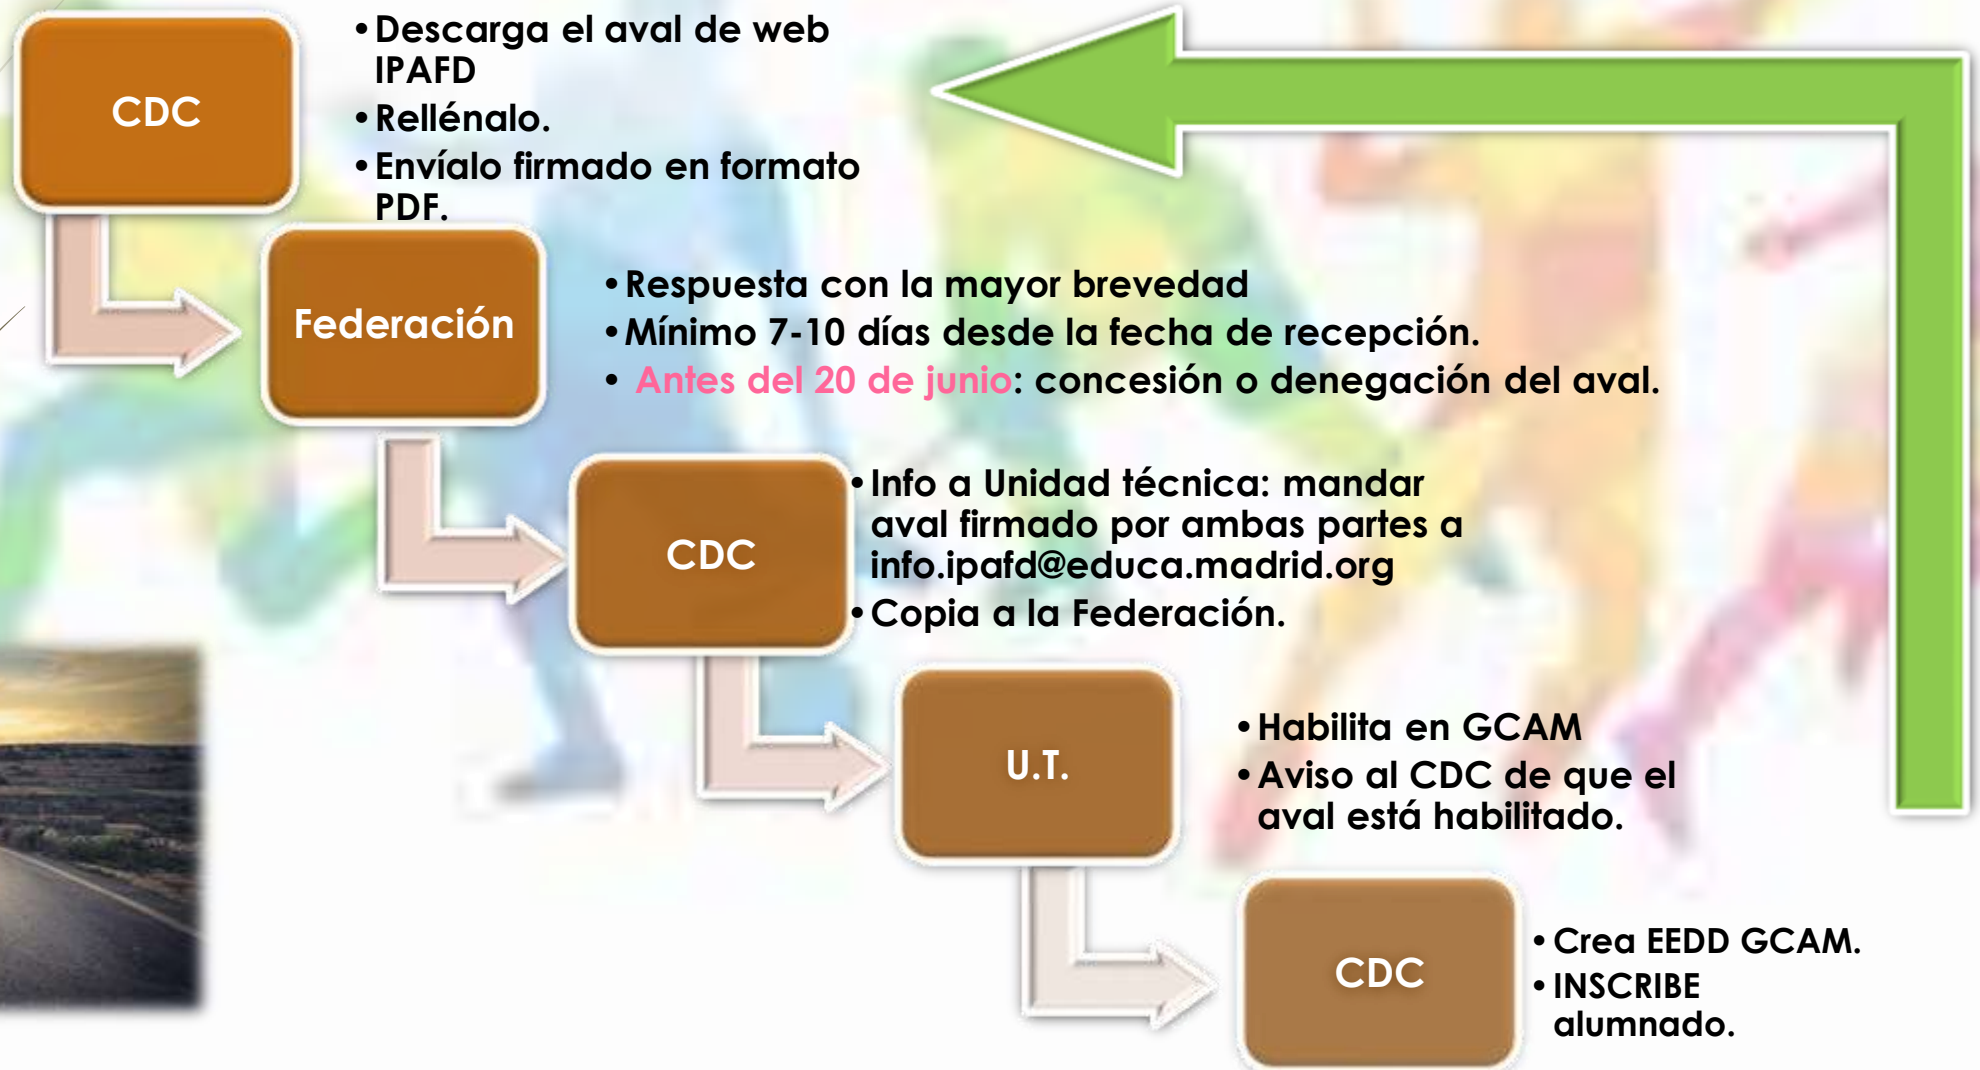 CDC
•Descarga el aval de web
IPAFD
•Rellénalo.
•Envíalo firmado en formato
PDF.
Federación
•Respuesta con la mayor brevedad
•Mínimo 7-10 días desde la fecha de recepción.
• Antes del 20 de junio: concesión o denegación del aval.
CDC
•Info a Unidad técnica: mandar
aval firmado por ambas partes a
info.ipafd@educa.madrid.org
•Copia a la Federación.
U.T.
•Habilita en GCAM
•Aviso al CDC de que el
aval está habilitado.
CDC
•Crea EEDD GCAM.
•INSCRIBE
alumnado.